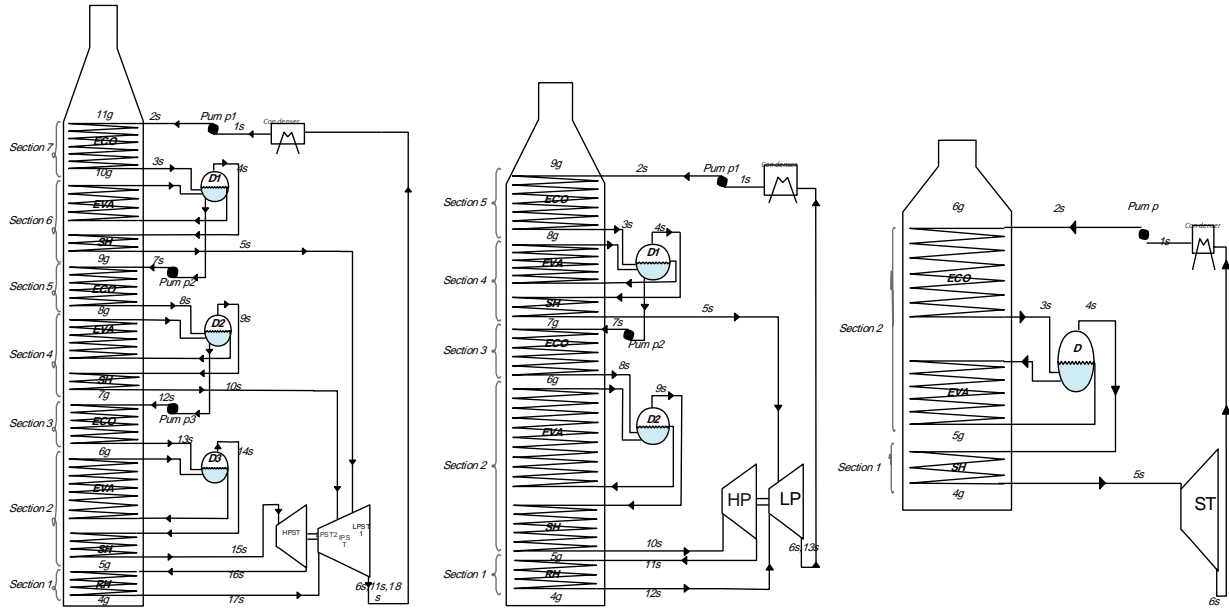 11g
2s
Pum p1
1s
Condenser
ECO
Section 7
3s
10g
D1
4s
EVA
Section 6
SH
5s
9g
7s
Pum p2
ECO
Section 5
8s
8g
D2
9s
EVA
Section 4
SH
10s
7g
12s
Pum p3
ECO
Section 3
13s
6g
D3
14s
EVA
Section 2
SH
15s
HPST
LPST2
IPS
T
LPST
1
5g
16s
Section 1
RH
6s,11s,18
s
4g
17s
9g
2s
Pum p1
1s
Condenser
Section 5
ECO
3s
4s
8g
D1
EVA
Section 4
SH
5s
7g
7s
Pum p2
Section 3
ECO
8s
6g
9s
D2
EVA
Section 2
HP
LP
SH
10s
6s,13s
5g
11s
Section 1
RH
12s
4g
6g
2s
Pum p
1s
Condenser
ECO
3s
4s
Section 2
D
EVA
5g
Section 1
SH
5s
4g
ST
6s